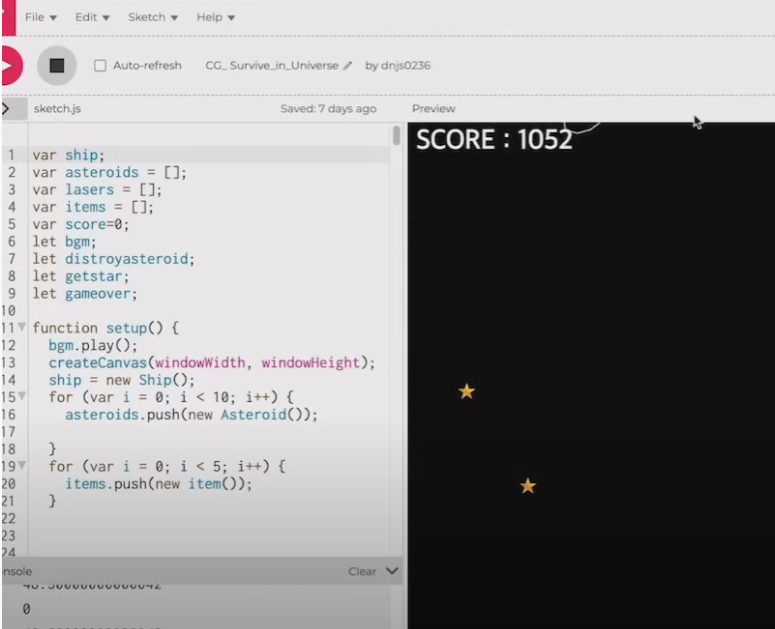 File Edit Sketch Help
Auto-refresh CG_ Survive_in_Universe by dnjs0236
sketch.js Saved: 7 days ago Preview
SCORE : 1052
1 var ship;
2 var asteroids = [];
3 var lasers = [];
4 var items = [];
5 var score=0;
6 let bgm;
7 let distroyasteroid;
8 let getstar;
9 let gameover;
10
11 function setup() {
12 bgm.play();
13 createCanvas(windowWidth, windowHeight);
14 ship = new Ship();
15 for (var i = 0; i < 10; i++) {
16 asteroids.push(new Asteroid());
17
18 }
19 for (var i = 0; i < 5; i++) {
20 items.push(new item());
21 }
22
23
24
nsole Clear
0